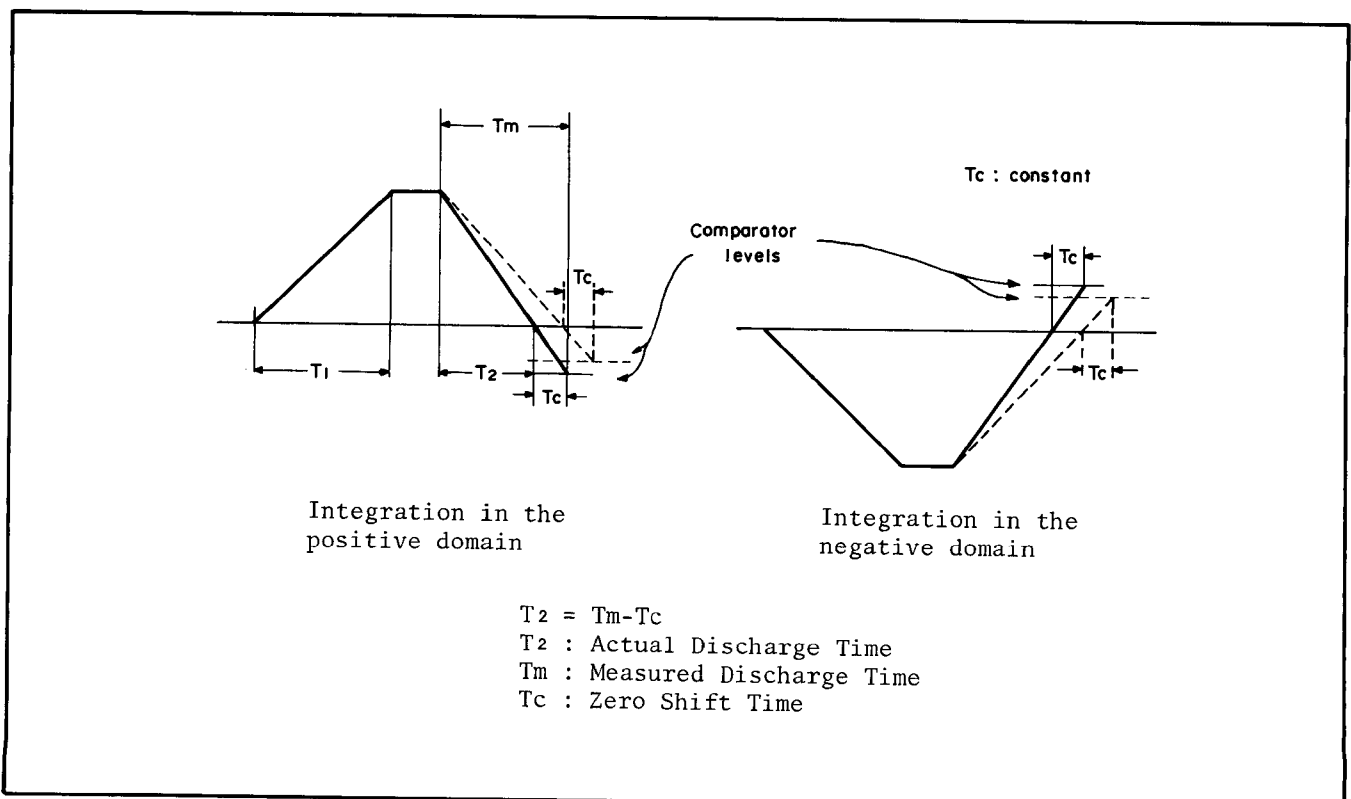 Tm
Tc : constant
Comparator
levels
Tc
Tc
T1
T2
Tc
Tc
Integration in the
positive domain
Integration in the
negative domain
T2 = Tm-Tc
T2 : Actual Discharge Time
Tm : Measured Discharge Time
Tc : Zero Shift Time